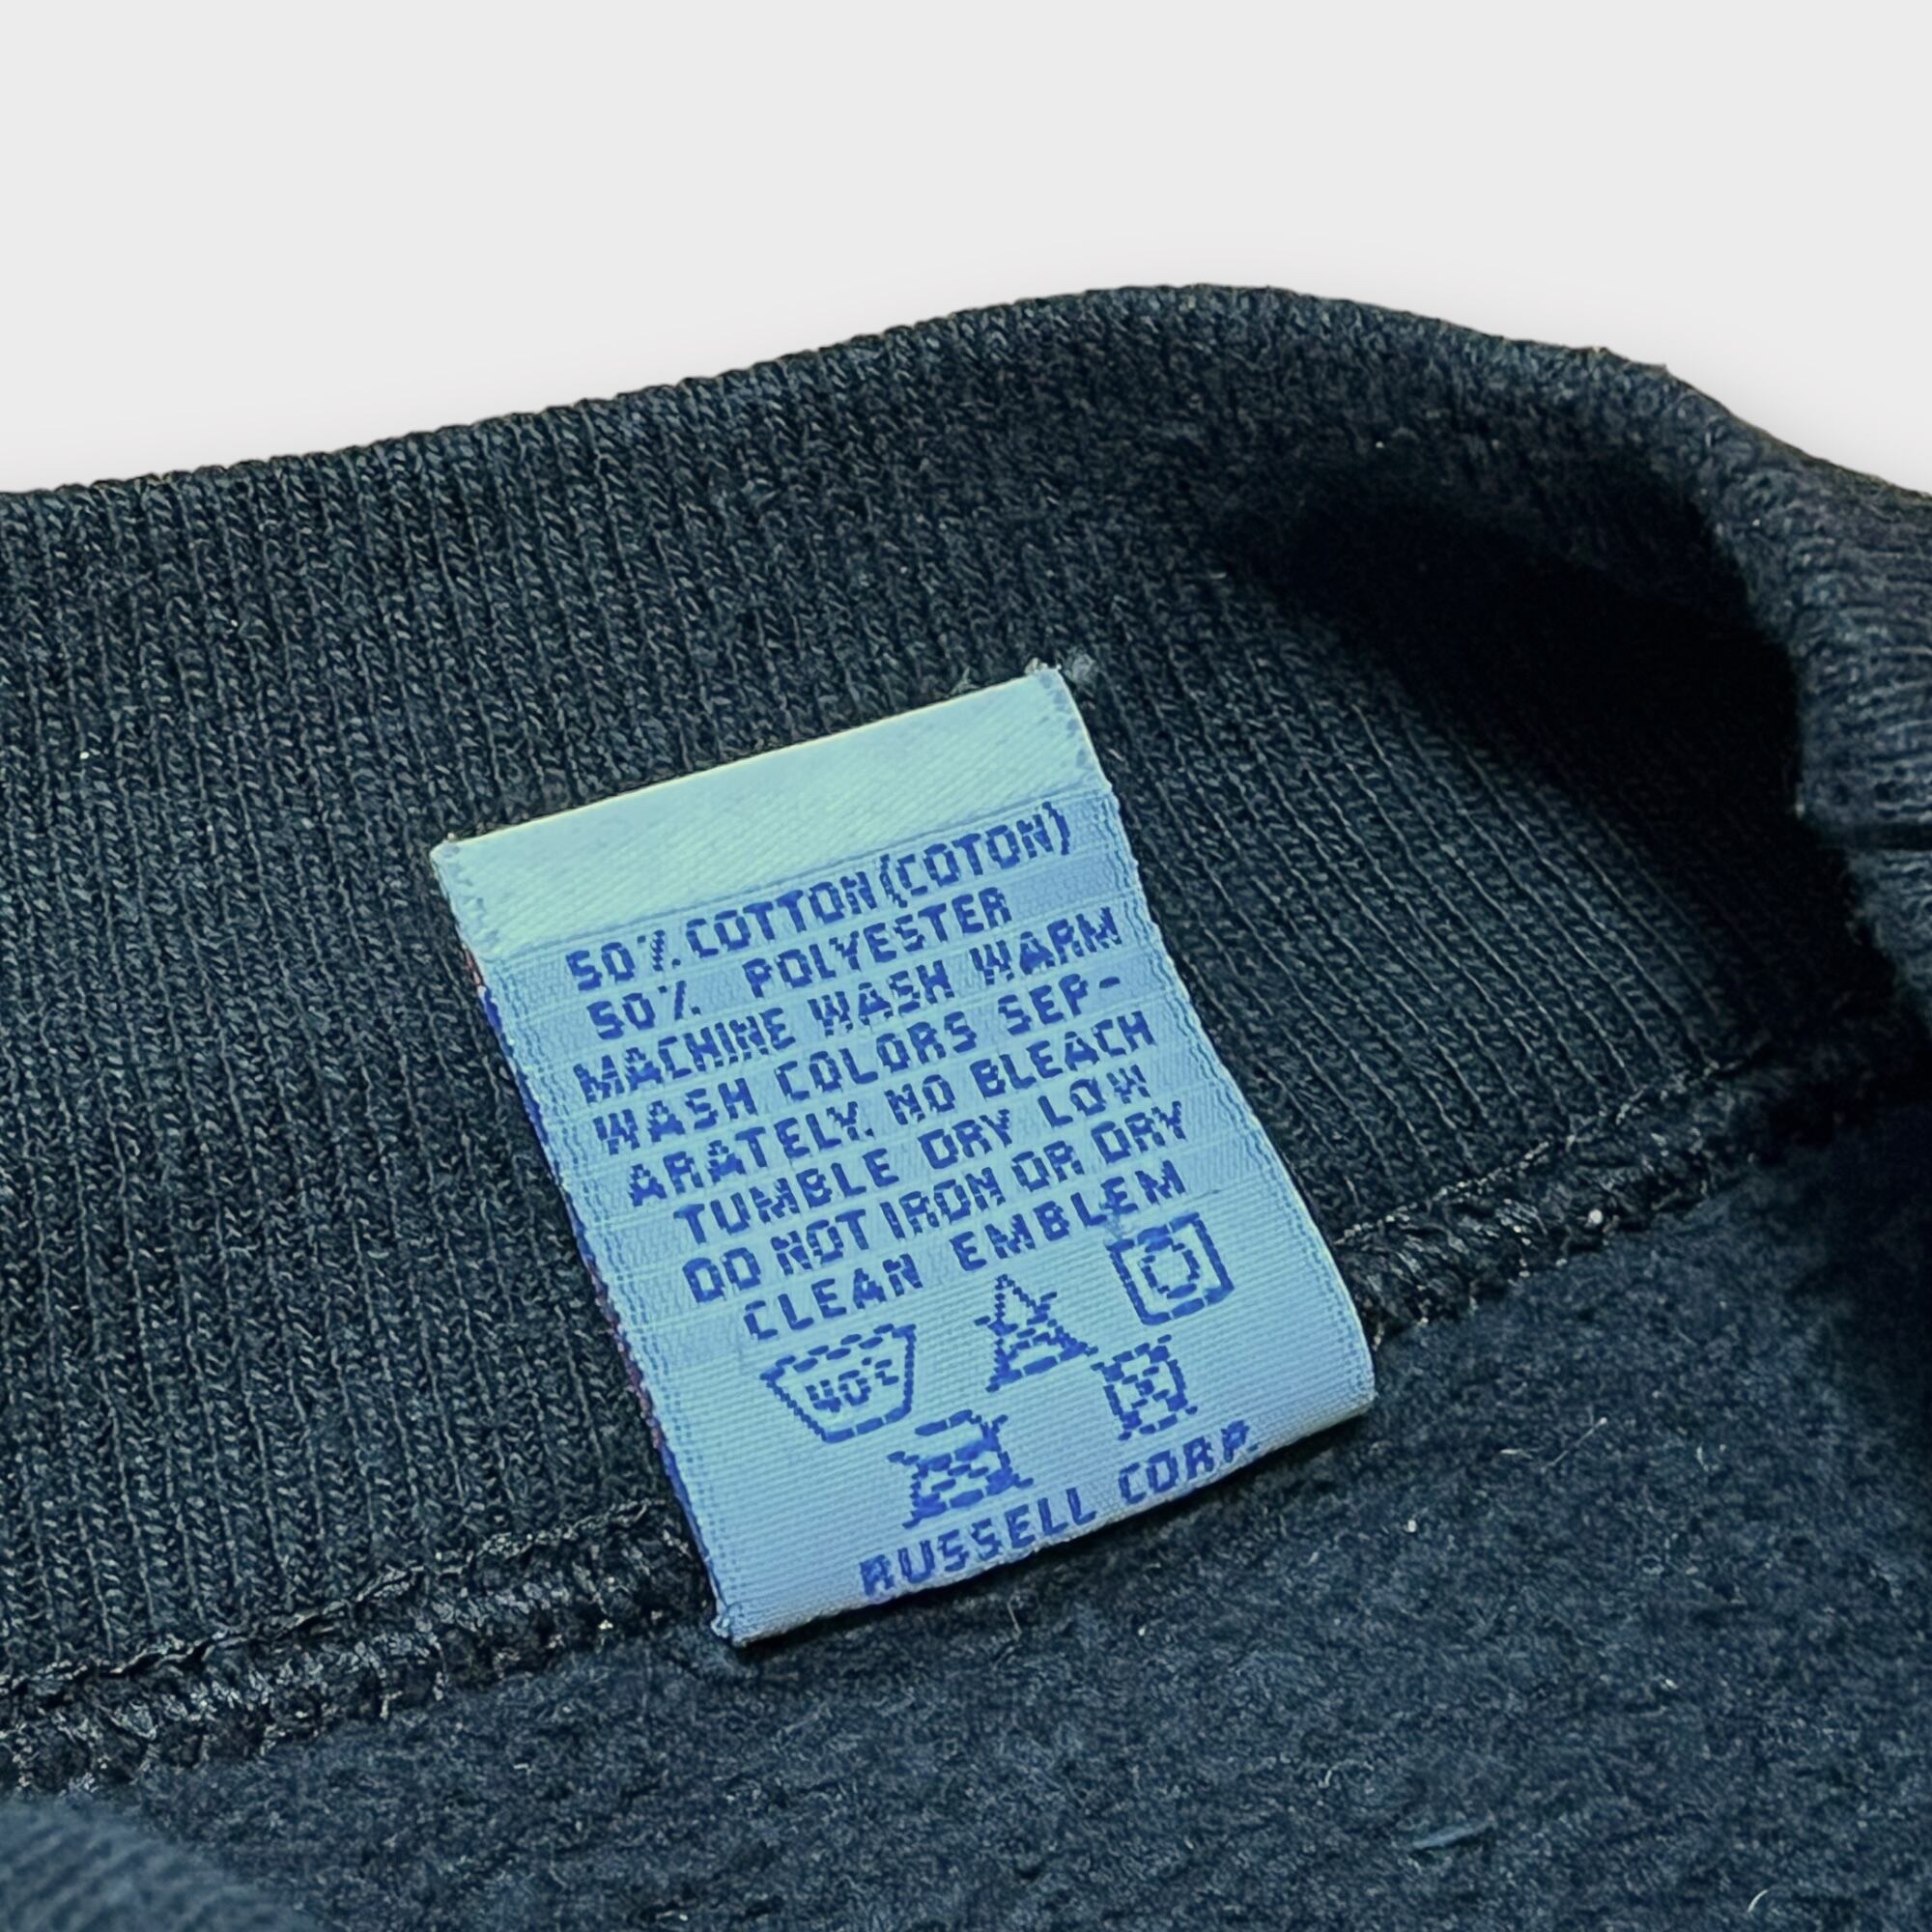 50% COTTON(COTON)
50% POLYESTER
MACHINE WASH WARM
WASH COLORS SEP-
ARATELY. NO BLEACH
TUMBLE DRY LOW
DO NOT IRON OR DRY
CLEAN EMBLEM
40°C
RUSSELL CORP.